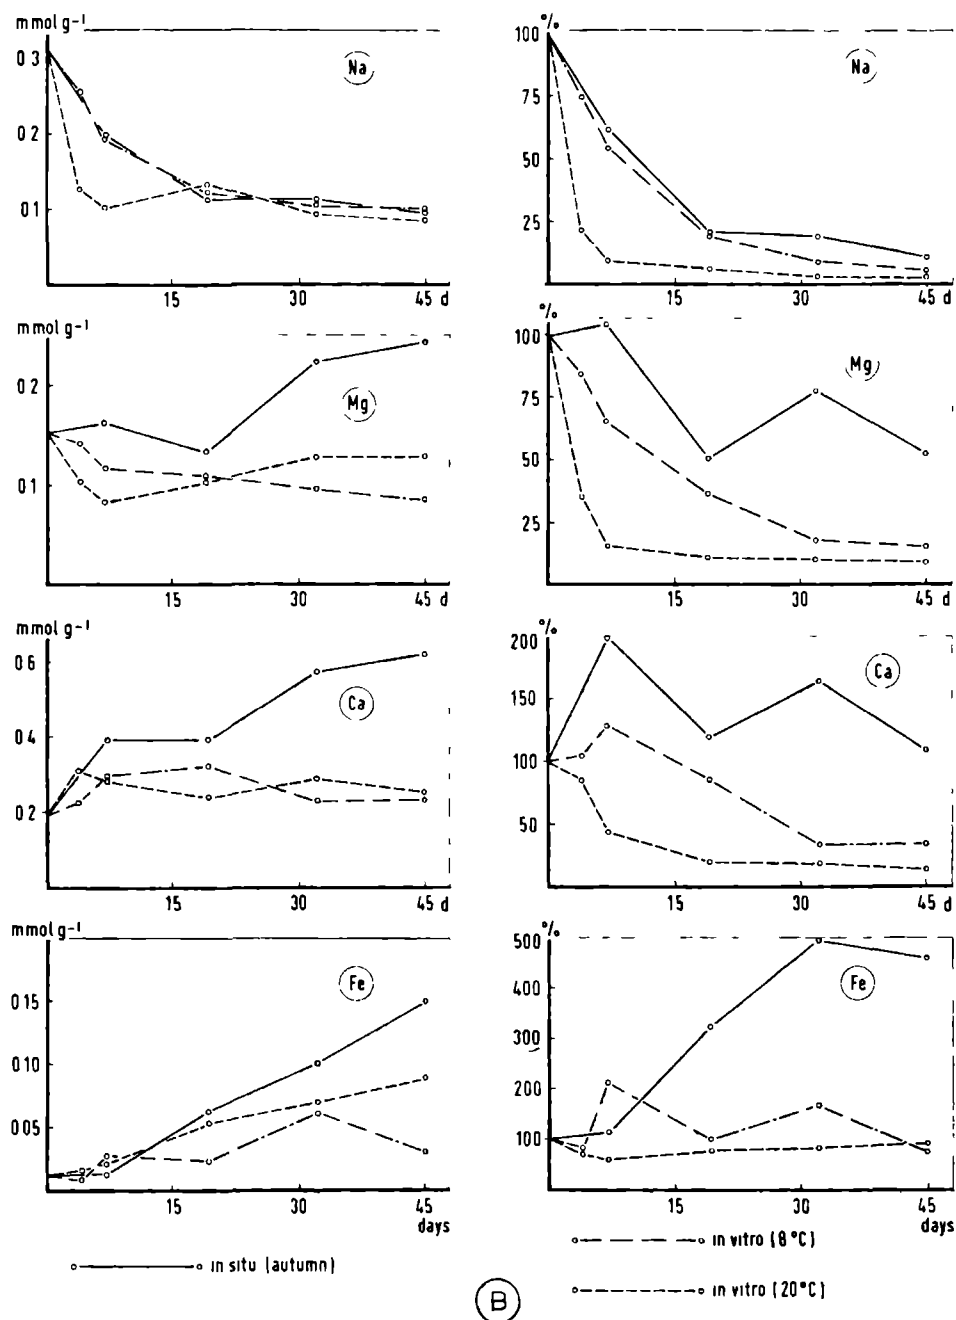 mmol g⁻¹
0 3
0 2
0 1
15 30 45 d
Na
°/o
100
75
50
25
15 30 45 d
Na
mmol g⁻¹
0 2
0 1
15 30 45 d
Mg
°/o
100
75
50
25
15 30 45 d
Mg
mmol g⁻¹
0 6
0.4
0 2
15 30 45 d
Ca
°/o
200
150
100
50
15 30 45 d
Ca
mmol g⁻¹
0.15
0 10
0 05
15 30 45
days
Fe
°/o
500
400
300
200
100
15 30 45
days
Fe
in situ (autumn)
in vitro (8°C)
in vitro (20°C)
B